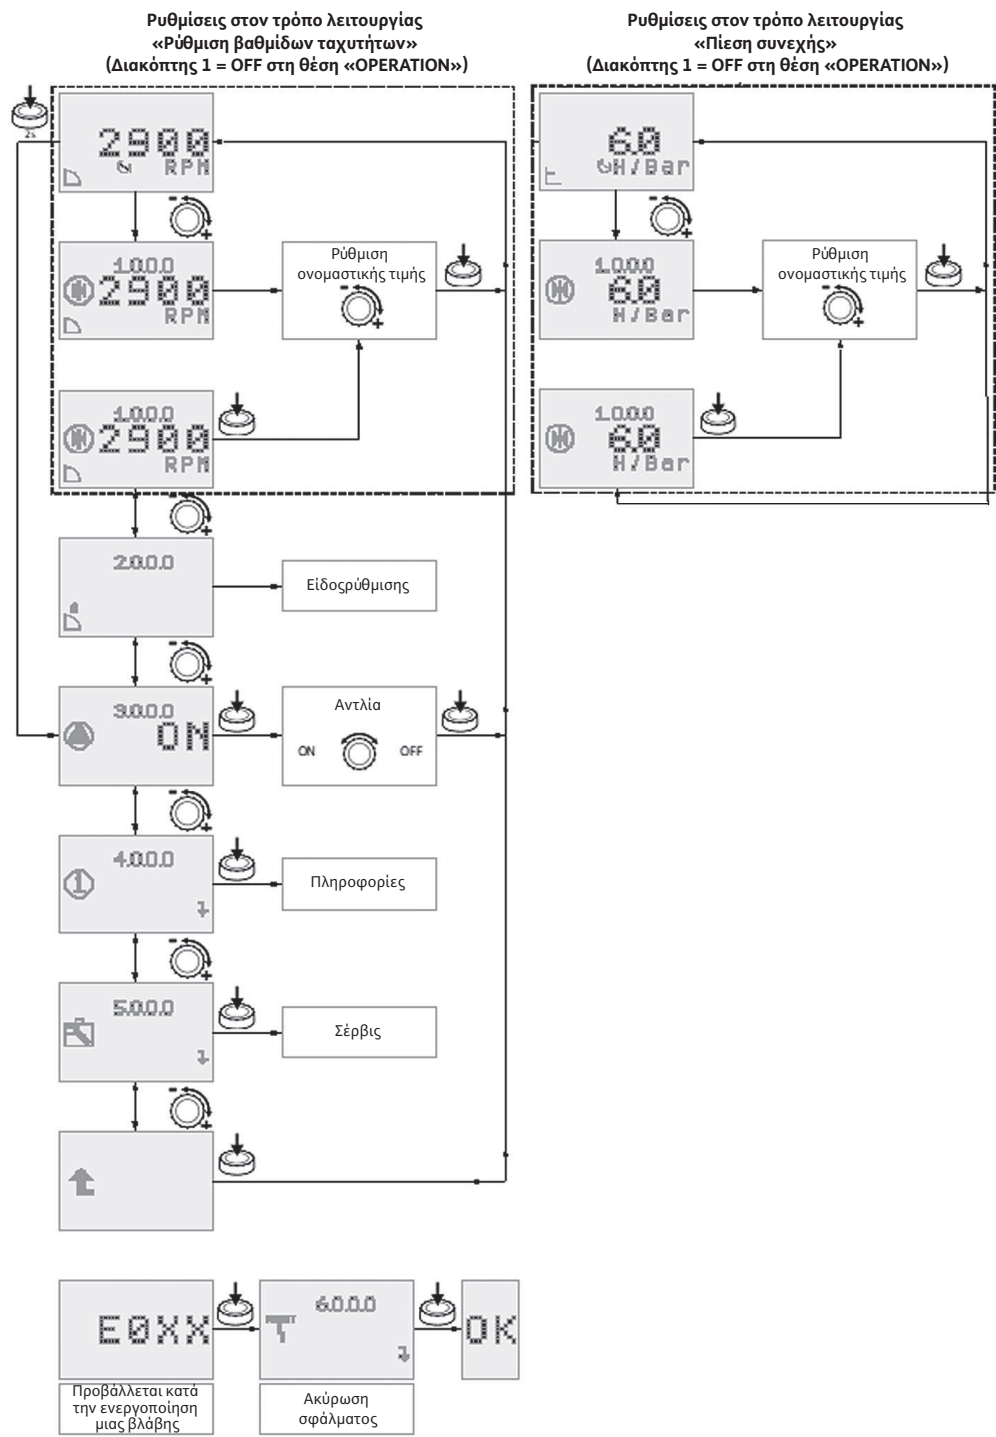 Ρυθμίσεις στον τρόπο λειτουργίας
«Ρύθμιση βαθμίδων ταχυτήτων»
(Διακόπτης 1 = OFF στη θέση «OPERATION»)
Ρυθμίσεις στον τρόπο λειτουργίας
«Πίεση συνεχής»
(Διακόπτης 1 = OFF στη θέση «OPERATION»)
2s
2900
RPM
6.0
H/Bar
- +
- +
1.0.0.0
2900
RPM
Ρύθμιση
ονομαστικής τιμής
- +
1.0.0.0
6.0
H/Bar
Ρύθμιση
ονομαστικής τιμής
- +
1.0.0.0
2900
RPM
1.0.0.0
6.0
H/Bar
- +
2.0.0.0
Είδοςρύθμισης
- +
3.0.0.0
ON
Αντλία
ON OFF
- +
4.0.0.0
Πληροφορίες
- +
5.0.0.0
Σέρβις
- +
E0XX
6.0.0.0
OK
Προβάλλεται κατά
την ενεργοποίηση
μιας βλάβης
Ακύρωση
σφάλματος